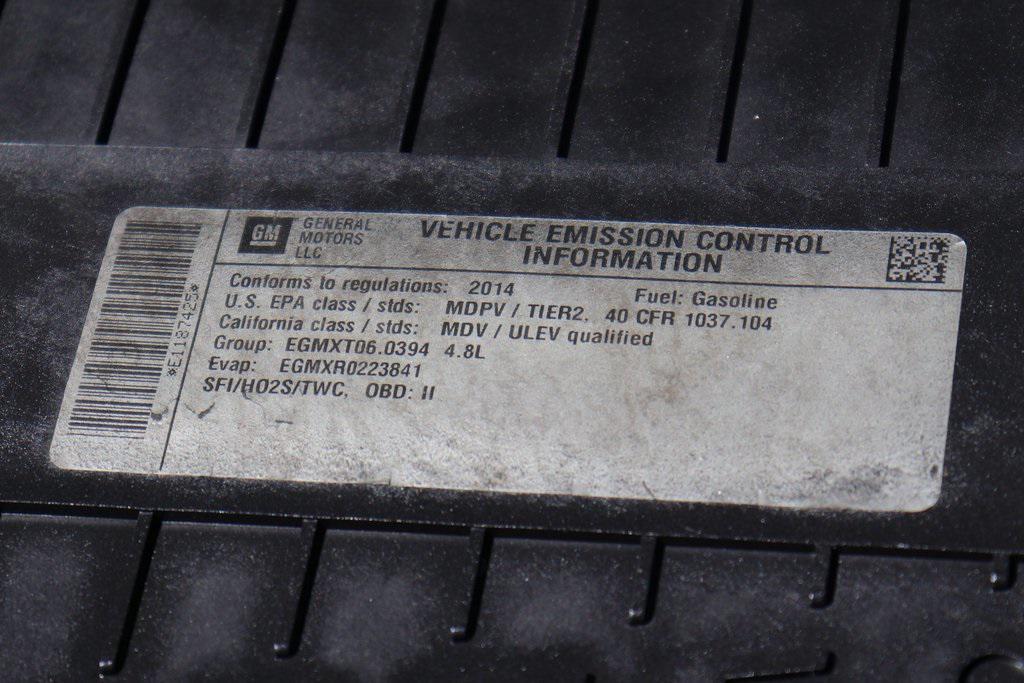 GM
GENERAL
MOTORS
LLC
VEHICLE EMISSION CONTROL
INFORMATION
*E1187425*
Conforms to regulations: 2014 Fuel: Gasoline
U.S. EPA class / stds: MDPV / TIER2, 40 CFR 1037.104
California class / stds: MDV / ULEV qualified
Group: EGMXT06.0394 4.8L
Evap: EGMXR0223841
SFI/HO2S/TWC, OBD: II